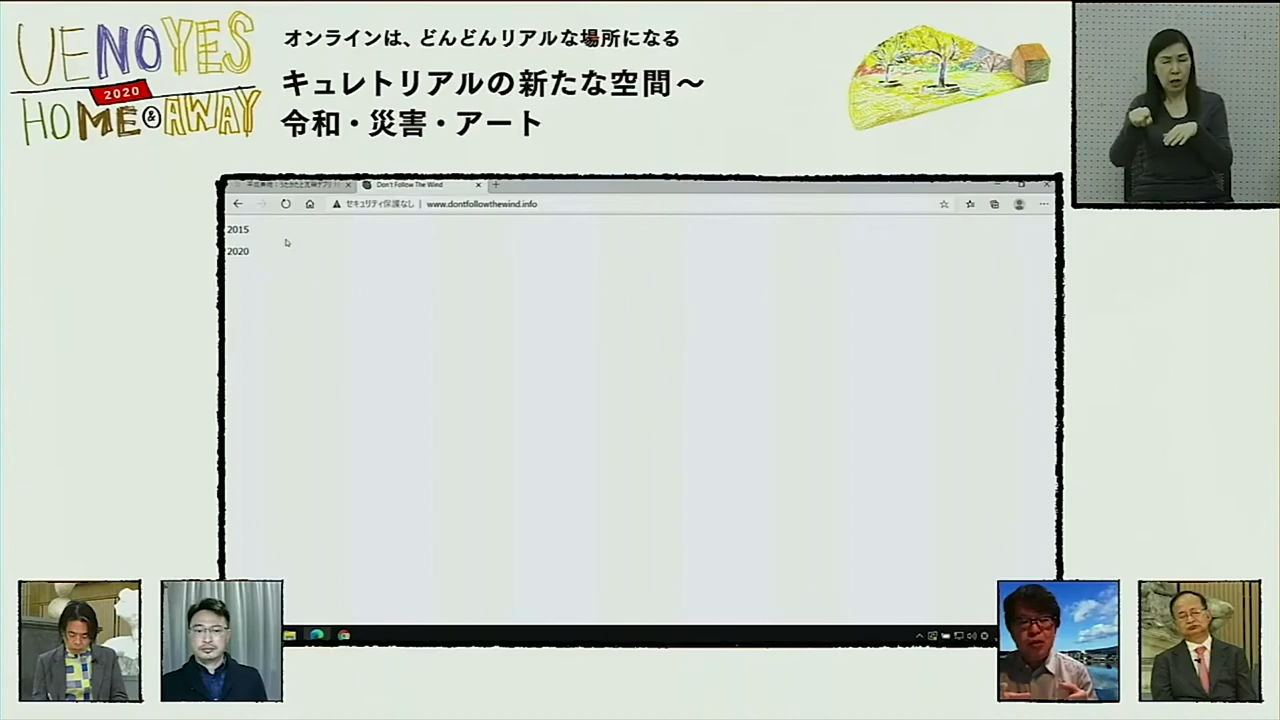 UENOYES
2020
HOME&AWAY
オンラインは、どんどんリアルな場所になる
キュレトリアルの新たな空間～
令和・災害・アート
Don't Follow The Wind
セキュリティ保護なし | www.dontfollowthewind.info
2015
2020